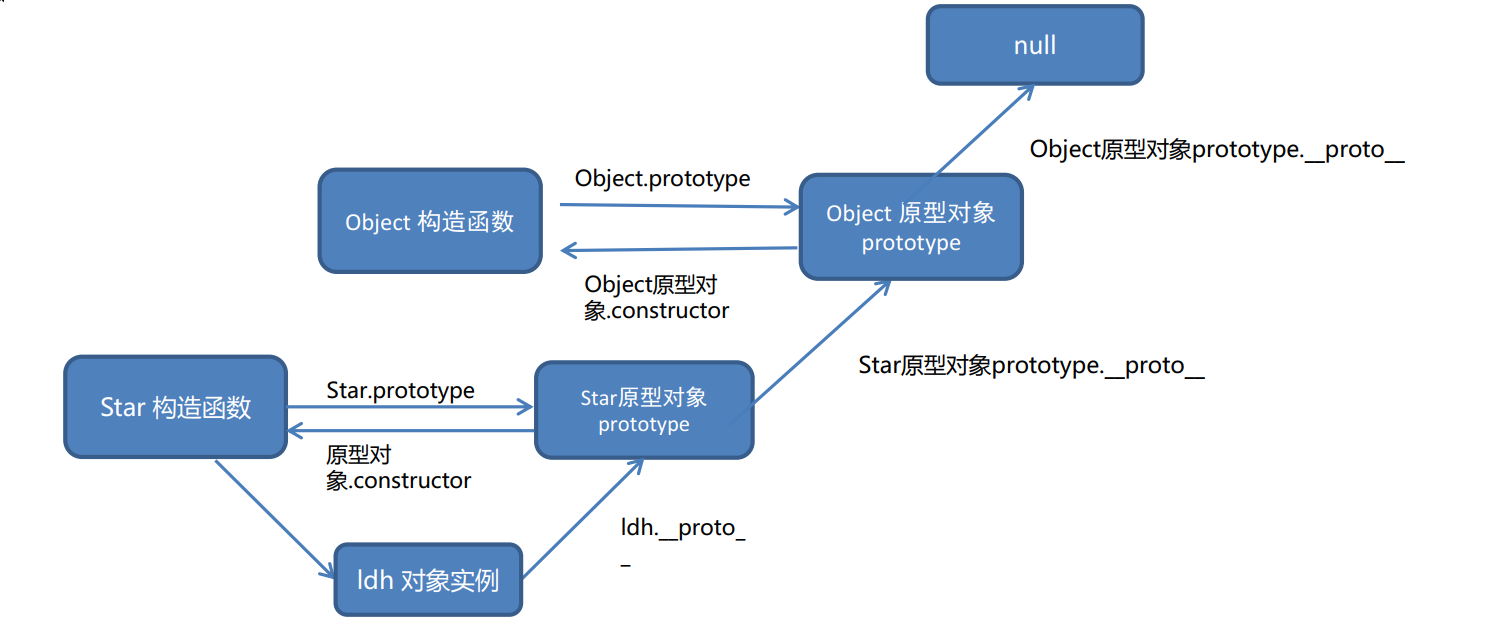 null
Object原型对象prototype.__proto__
Object.prototype
Object 构造函数
Object 原型对象
prototype
Object原型对
象.constructor
Star原型对象prototype.__proto__
Star 构造函数
Star.prototype
Star原型对象
prototype
原型对
象.constructor
ldh.__proto_
_
ldh 对象实例